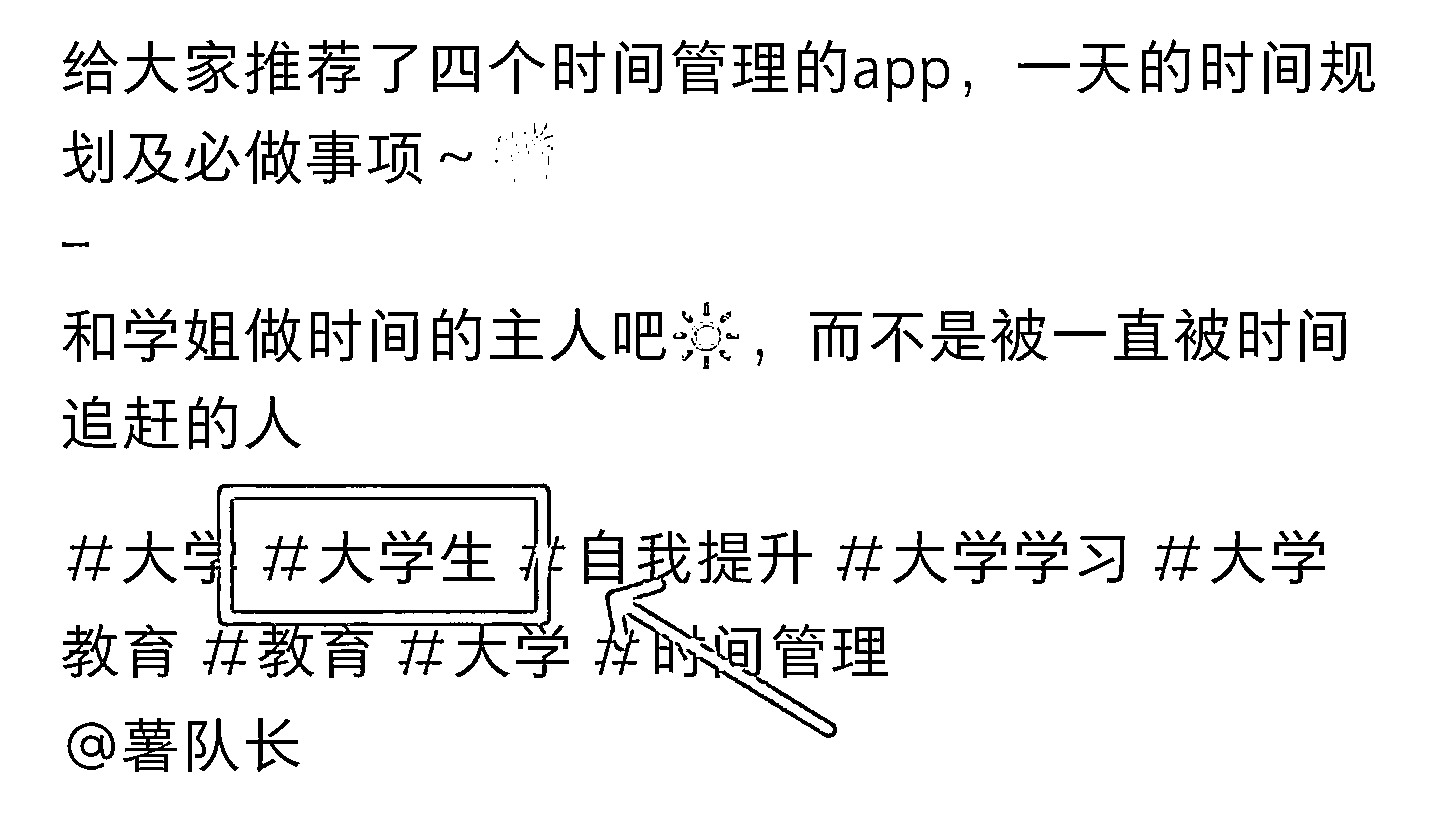 给大家推荐了四个时间管理的app，一天的时间规
划及必做事项~
–
和学姐做时间的主人吧☀，而不是被一直被时间
追赶的人
#大学 #大学生 #自我提升 #大学学习 #大学
教育 #教育 #大学 #时间管理
@薯队长